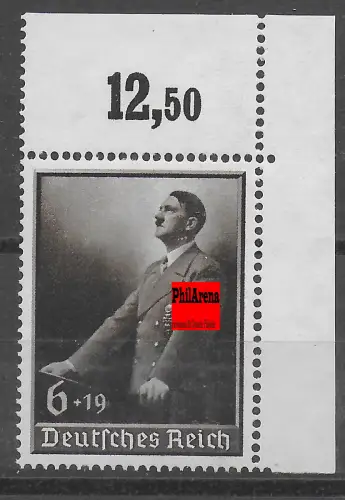 12,50
PhilArena
6+19
Deutsches Reich